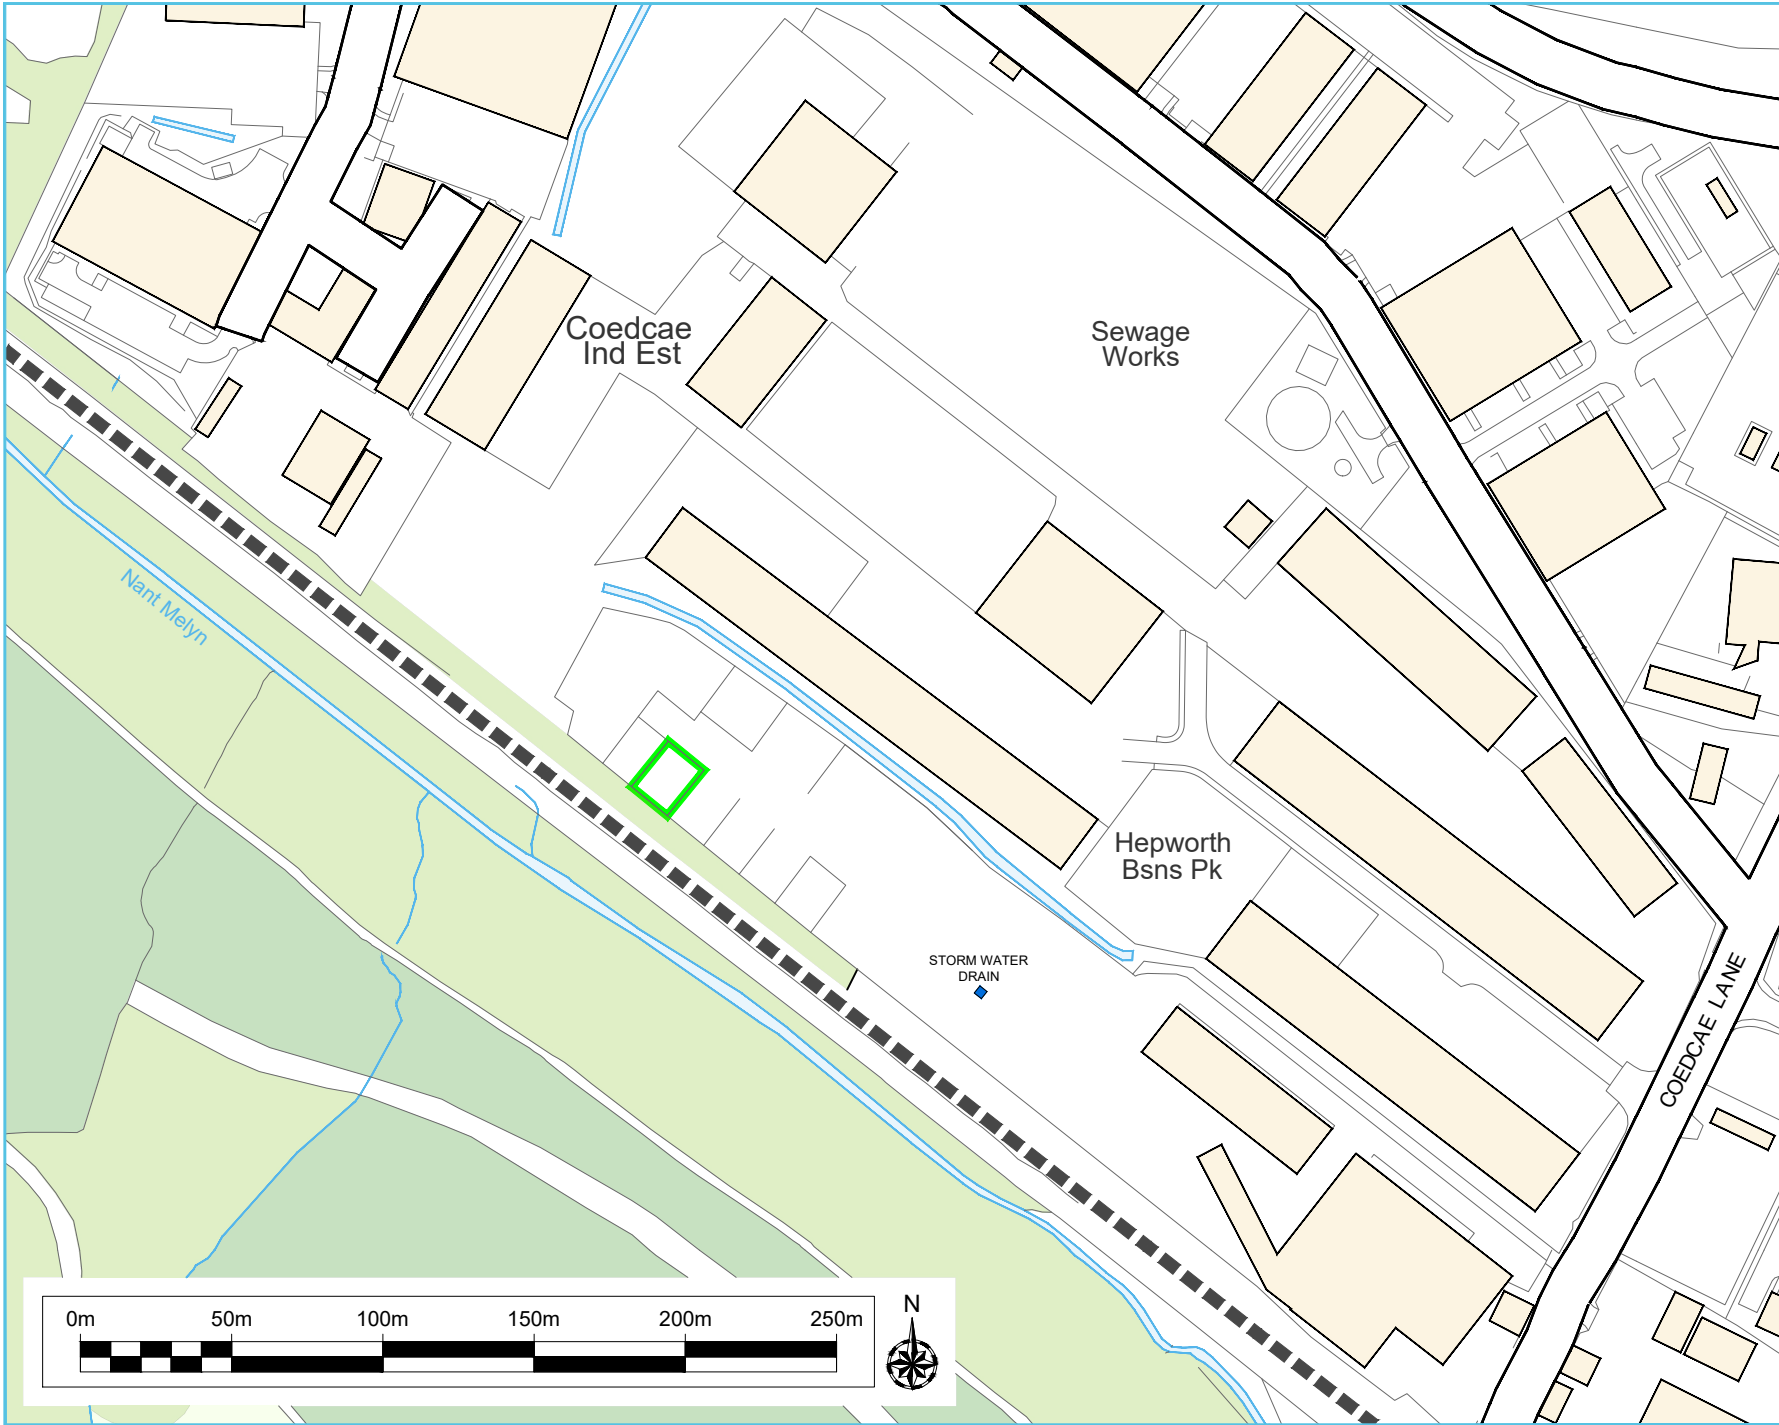 Coedcae
Ind Est
Sewage
Works
Nant Melyn
Hepworth
Bsns Pk
STORM WATER
DRAIN
COEDCAE LANE
0m 50m 100m 150m 200m 250m
N